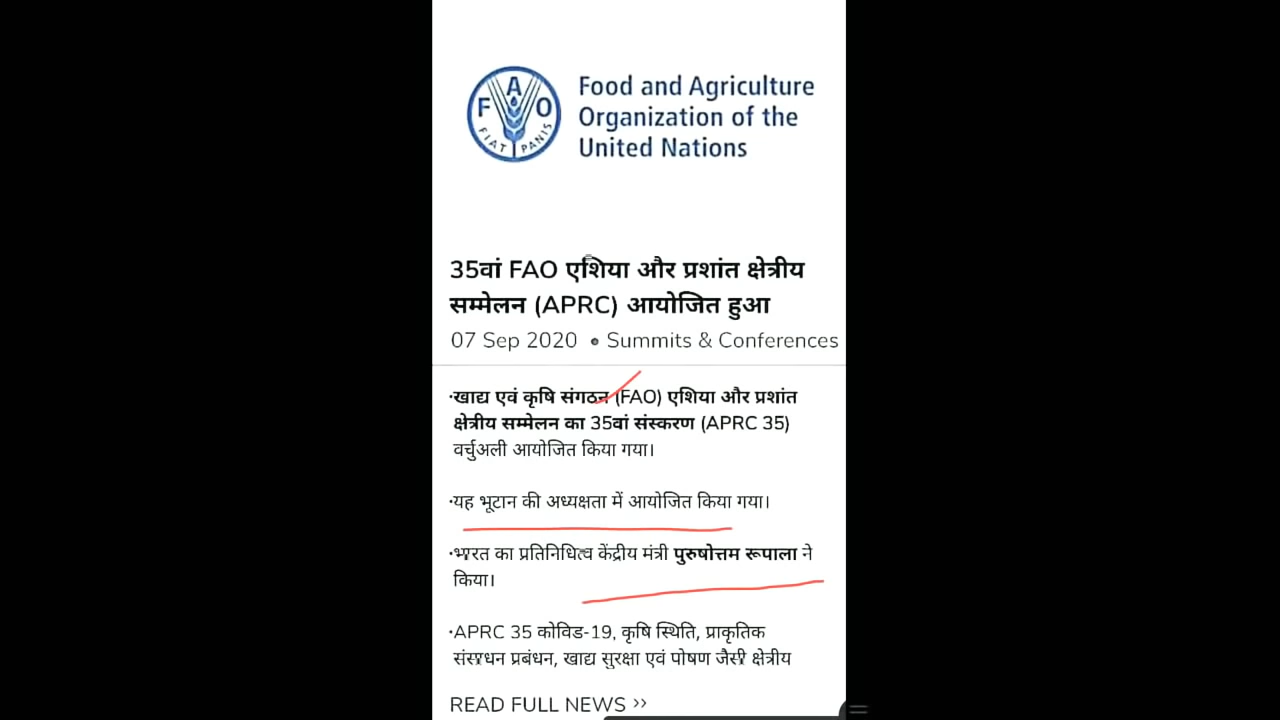 FAO
FIAT PANIS
Food and Agriculture
Organization of the
United Nations
35वां FAO एशिया और प्रशांत क्षेत्रीय
सम्मेलन (APRC) आयोजित हुआ
07 Sep 2020 • Summits & Conferences
·खाद्य एवं कृषि संगठन (FAO) एशिया और प्रशांत
क्षेत्रीय सम्मेलन का 35वां संस्करण (APRC 35)
वर्चुअली आयोजित किया गया।
·यह भूटान की अध्यक्षता में आयोजित किया गया।
·भारत का प्रतिनिधित्व केंद्रीय मंत्री पुरुषोत्तम रूपाला ने
किया।
·APRC 35 कोविड-19, कृषि स्थिति, प्राकृतिक
संसाधन प्रबंधन, खाद्य सुरक्षा एवं पोषण जैसी क्षेत्रीय
READ FULL NEWS >>